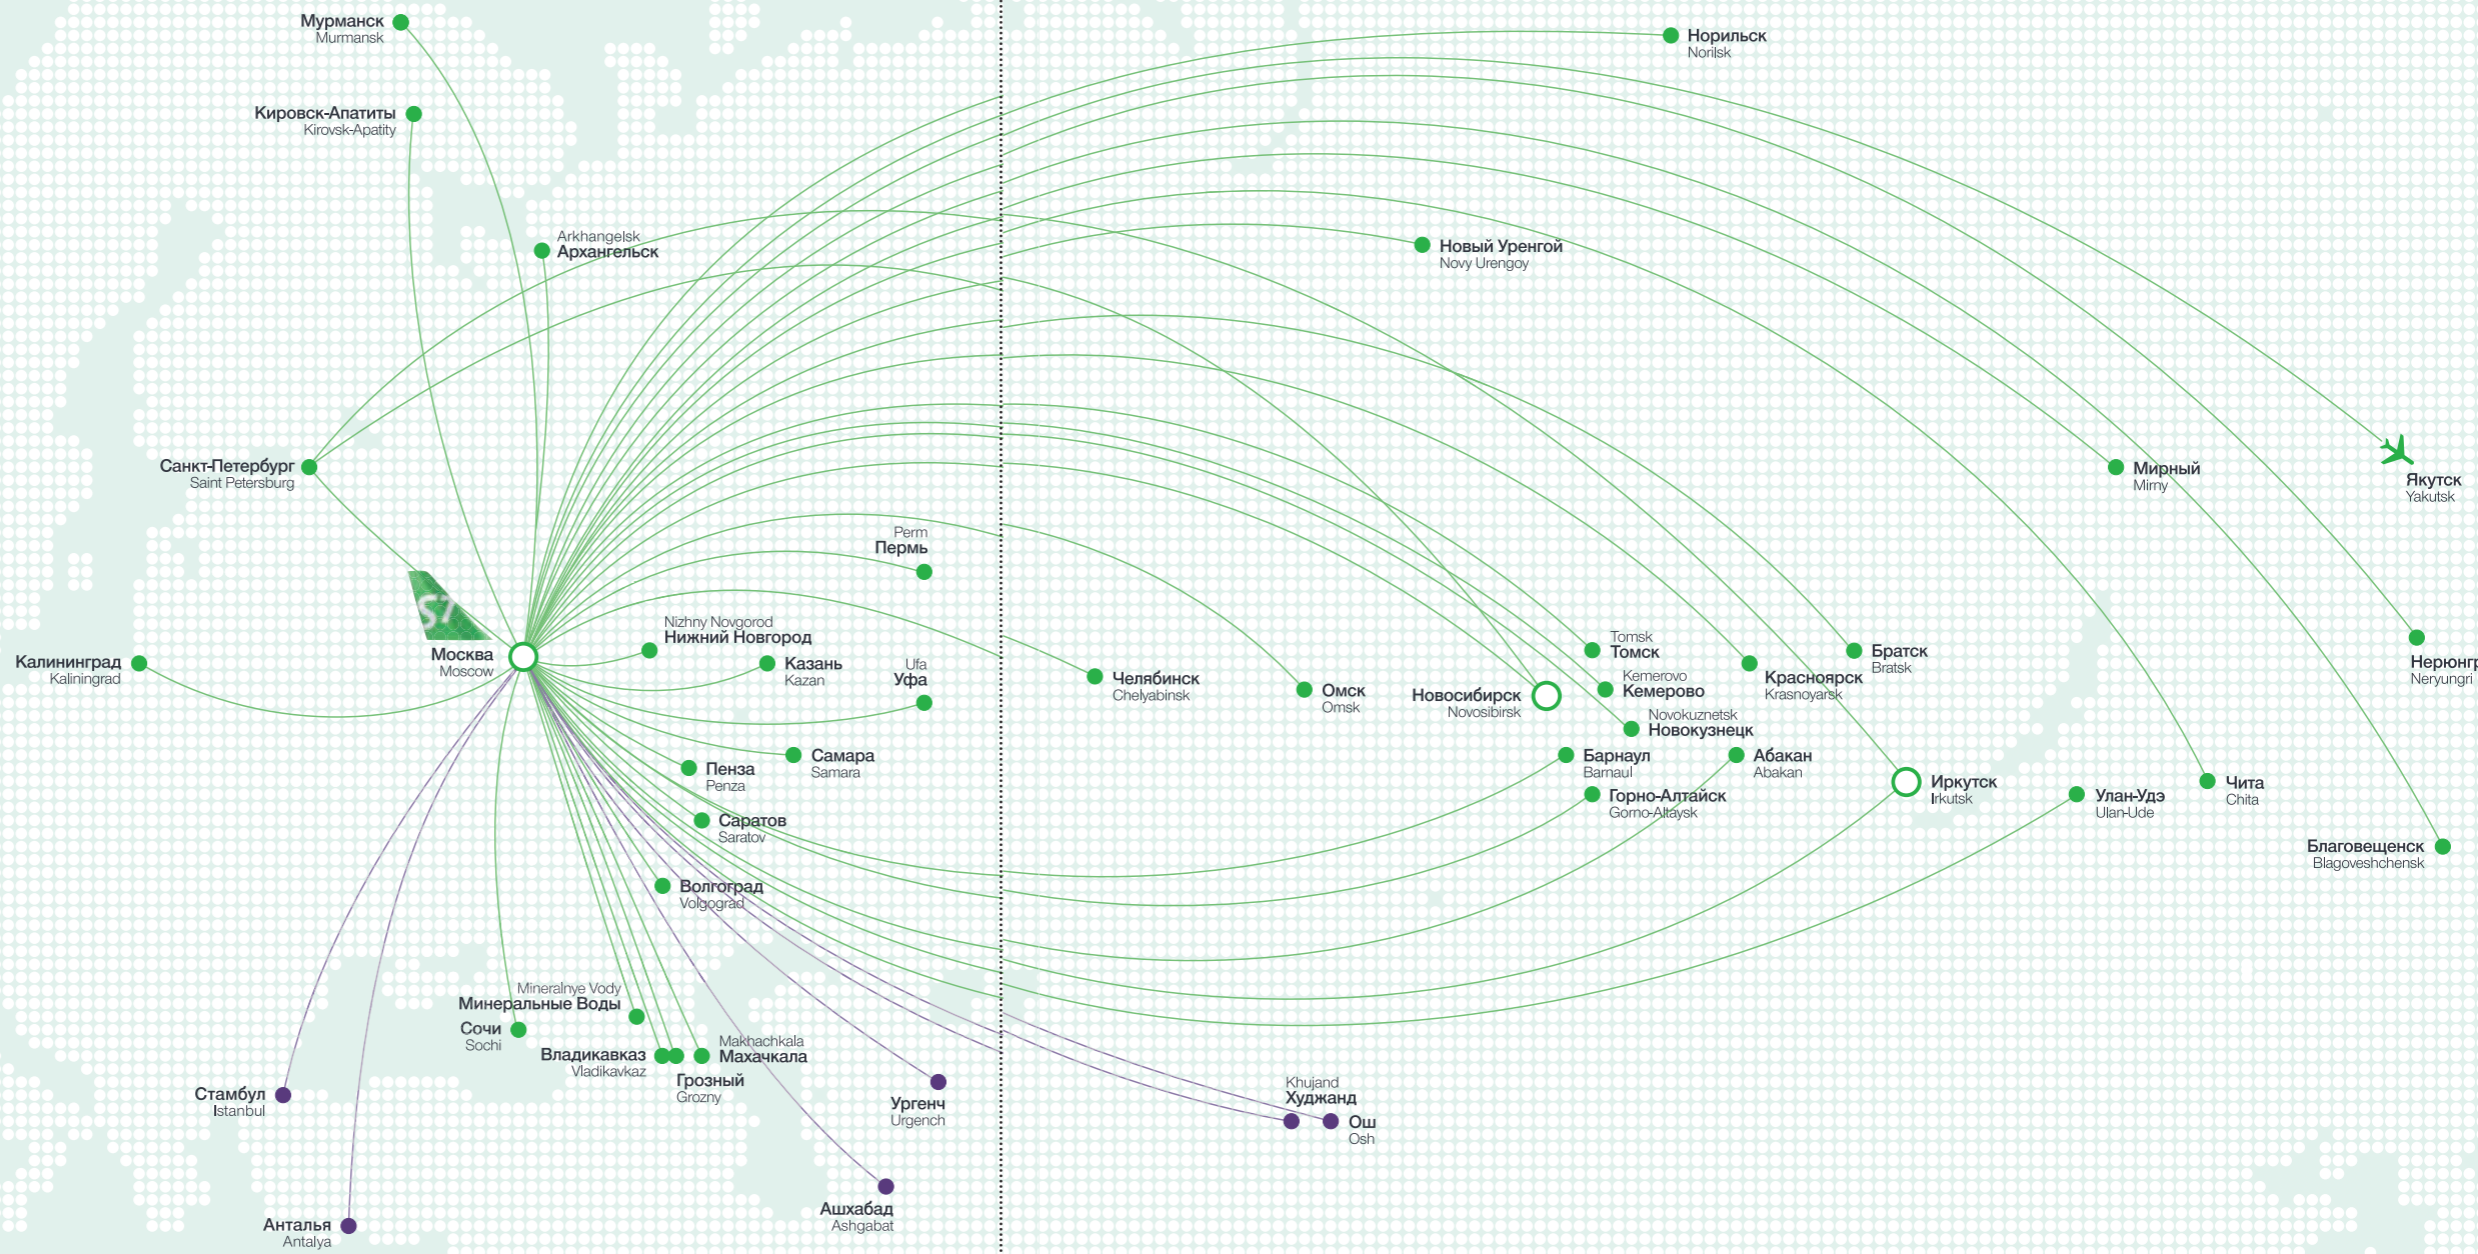 Мурманск
Murmansk
Норильск
Norilsk
Кировск-Апатиты
Kirovsk-Apatity
Arkhangelsk
Архангельск
Новый Уренгой
Novy Urengoy
Санкт-Петербург
Saint Petersburg
Мирный
Mirny
Якутск
Yakutsk
Perm
Пермь
S7
Nizhny Novgorod
Нижний Новгород
Москва
Moscow
Калининград
Kaliningrad
Казань
Kazan
Ufa
Уфа
Челябинск
Chelyabinsk
Омск
Omsk
Новосибирск
Novosibirsk
Tomsk
Томск
Kemerovo
Кемерово
Novokuznetsk
Новокузнецк
Красноярск
Krasnoyarsk
Братск
Bratsk
Нерюнгр
Neryungri
Пенза
Penza
Самара
Samara
Барнаул
Barnaul
Абакан
Abakan
Горно-Алтайск
Gorno-Altaysk
Иркутск
Irkutsk
Улан-Удэ
Ulan-Ude
Чита
Chita
Саратов
Saratov
Благовещенск
Blagoveshchensk
Волгоград
Volgograd
Mineralnye Vody
Минеральные Воды
Сочи
Sochi
Владикавказ
Vladikavkaz
Makhachkala
Махачкала
Грозный
Grozny
Стамбул
Istanbul
Ургенч
Urgench
Khujand
Худжанд
Ош
Osh
Ашхабад
Ashgabat
Анталья
Antalya